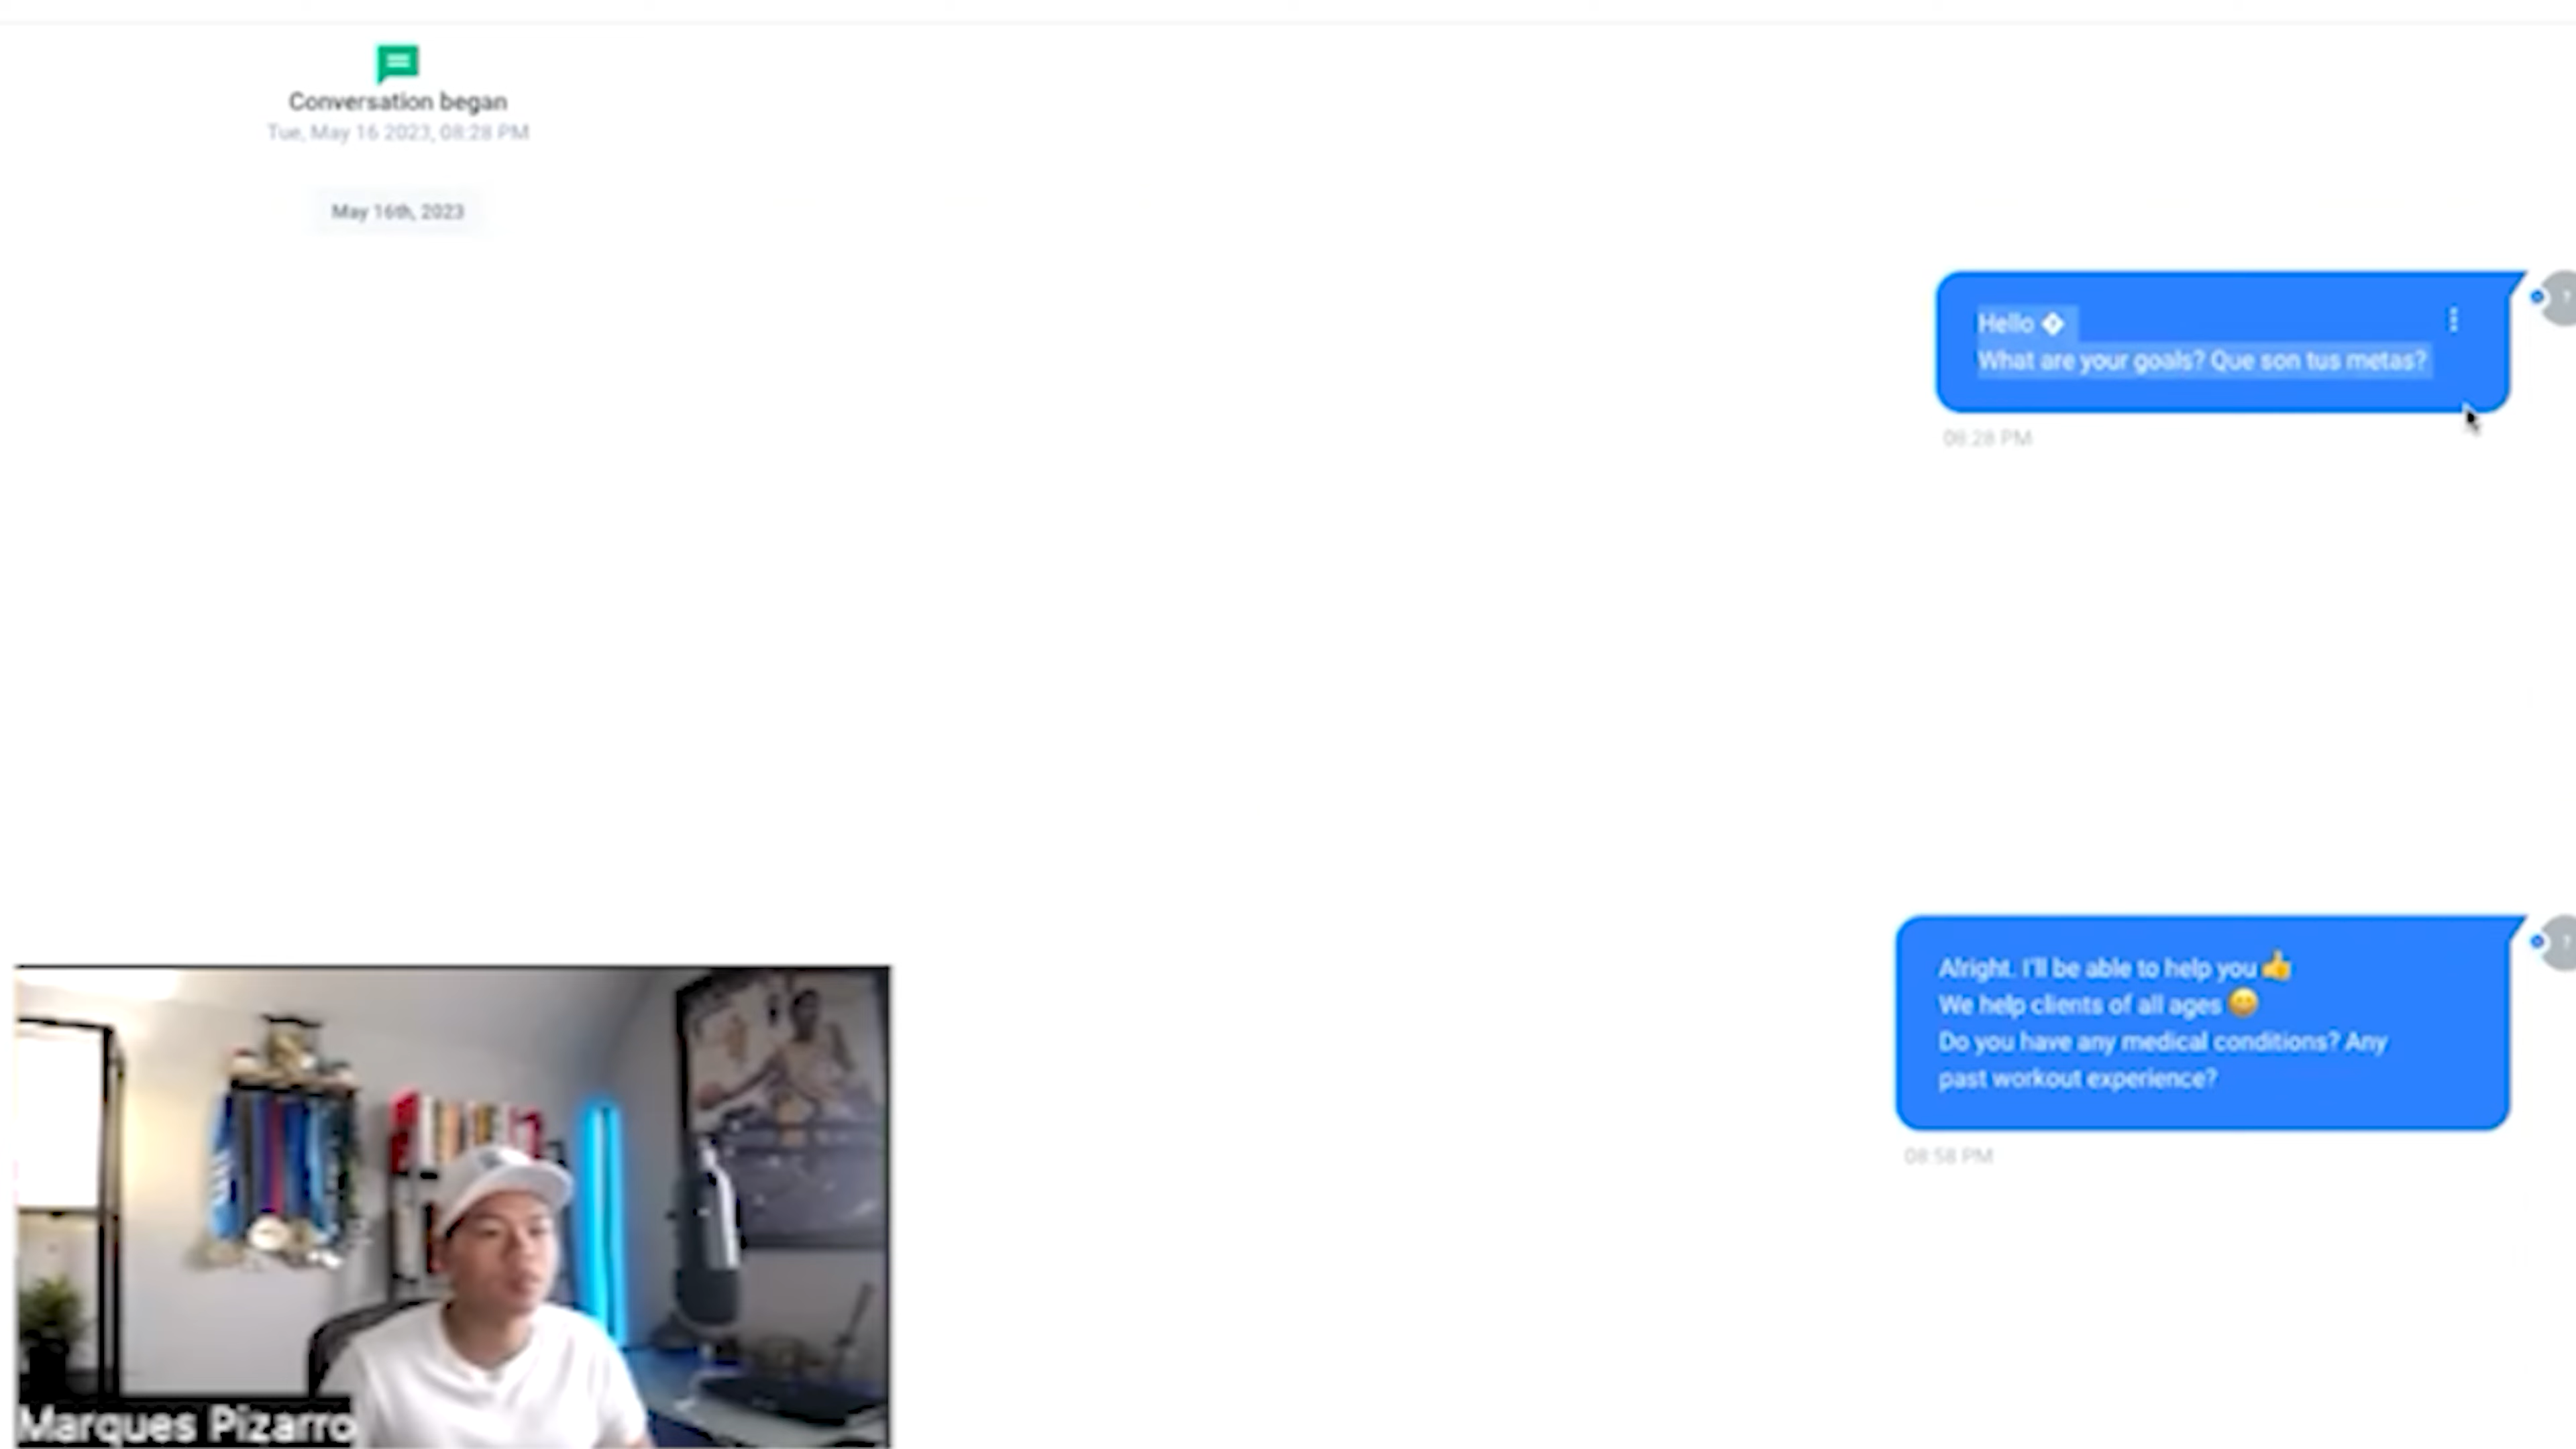 Conversation began
Tue, May 16 2023, 08:28 PM
May 16th, 2023
Hello
What are your goals? Que son tus metas?
08:28 PM
Alright. I'll be able to help you 👍
We help clients of all ages 😀
Do you have any medical conditions? Any
past workout experience?
08:58 PM
Marques Pizarro